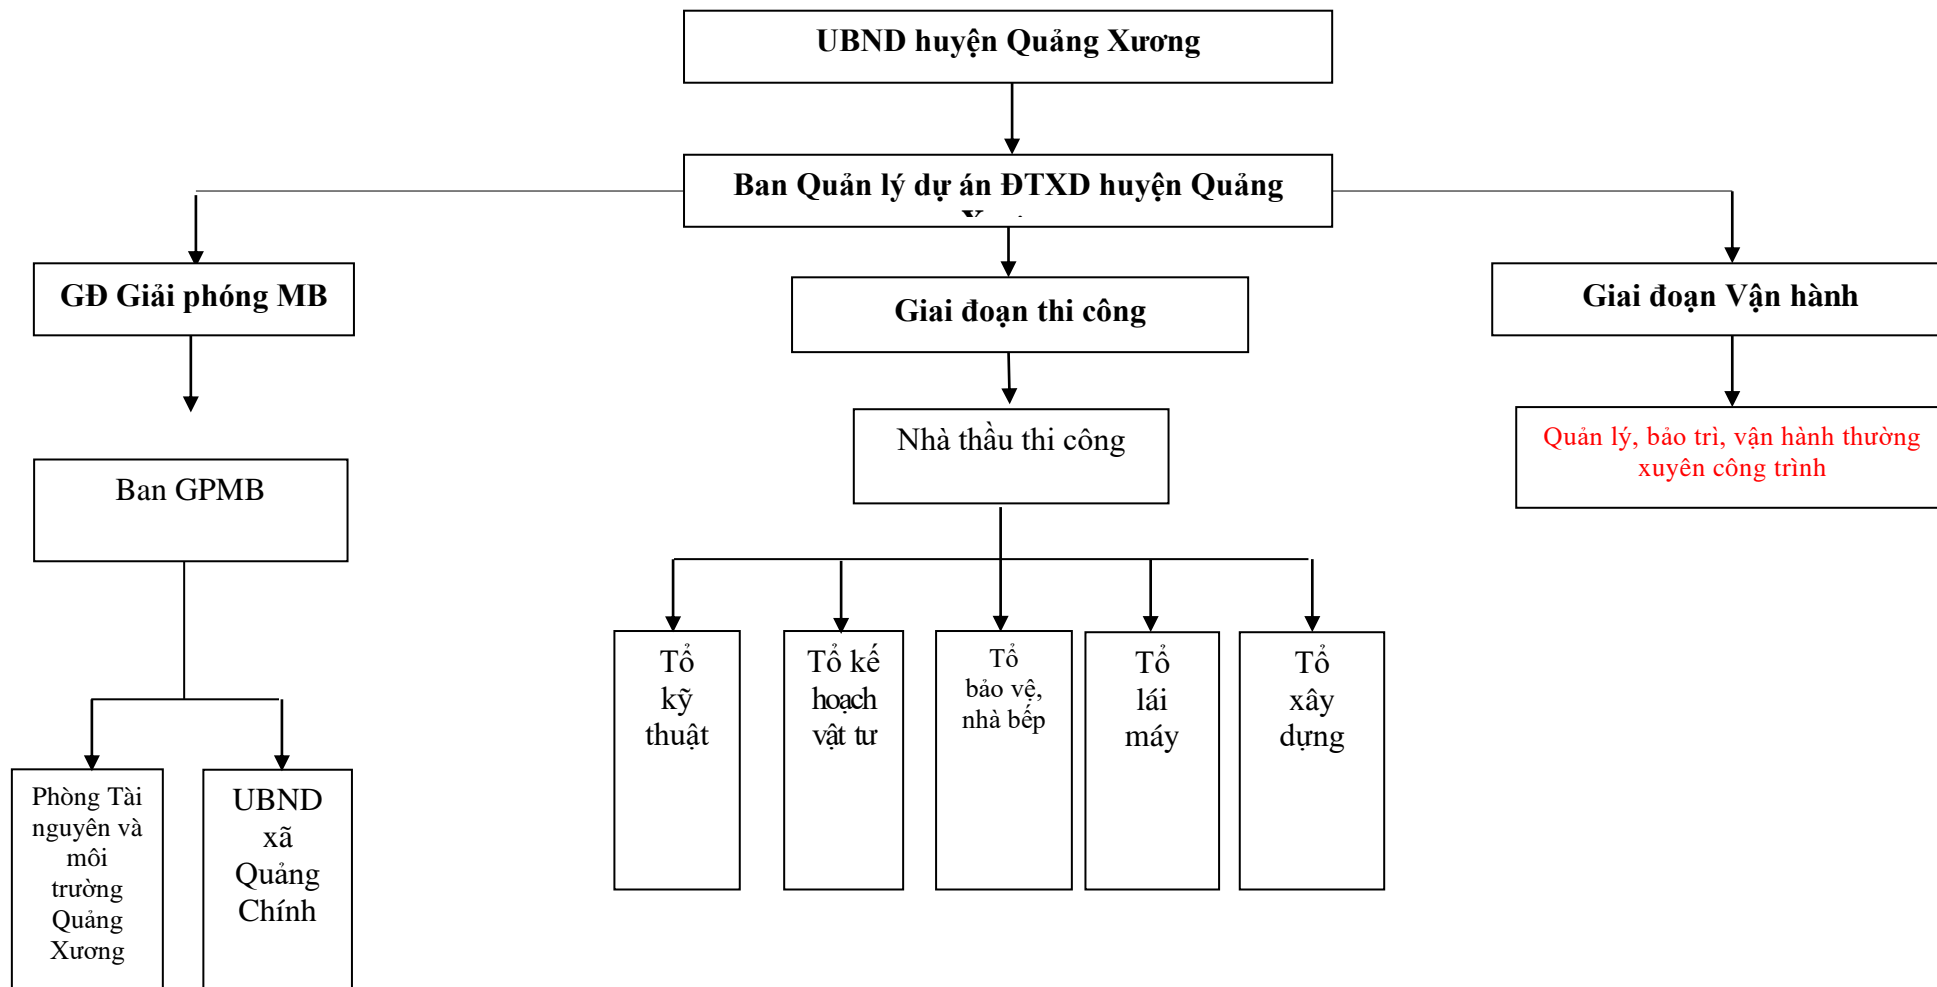 UBND huyện Quảng Xương
Ban Quản lý dự án ĐTXD huyện Quảng
GĐ Giải phóng MB
Giai đoạn thi công
Giai đoạn Vận hành
Nhà thầu thi công
Quản lý, bảo trì, vận hành thường
xuyên công trình
Ban GPMB
Tổ
kỹ
thuật
Tổ kế
hoạch
vật tư
Tổ
bảo vệ,
nhà bếp
Tổ
lái
máy
Tổ
xây
dựng
Phòng Tài
nguyên và
môi
trường
Quảng
Xương
UBND
xã
Quảng
Chính